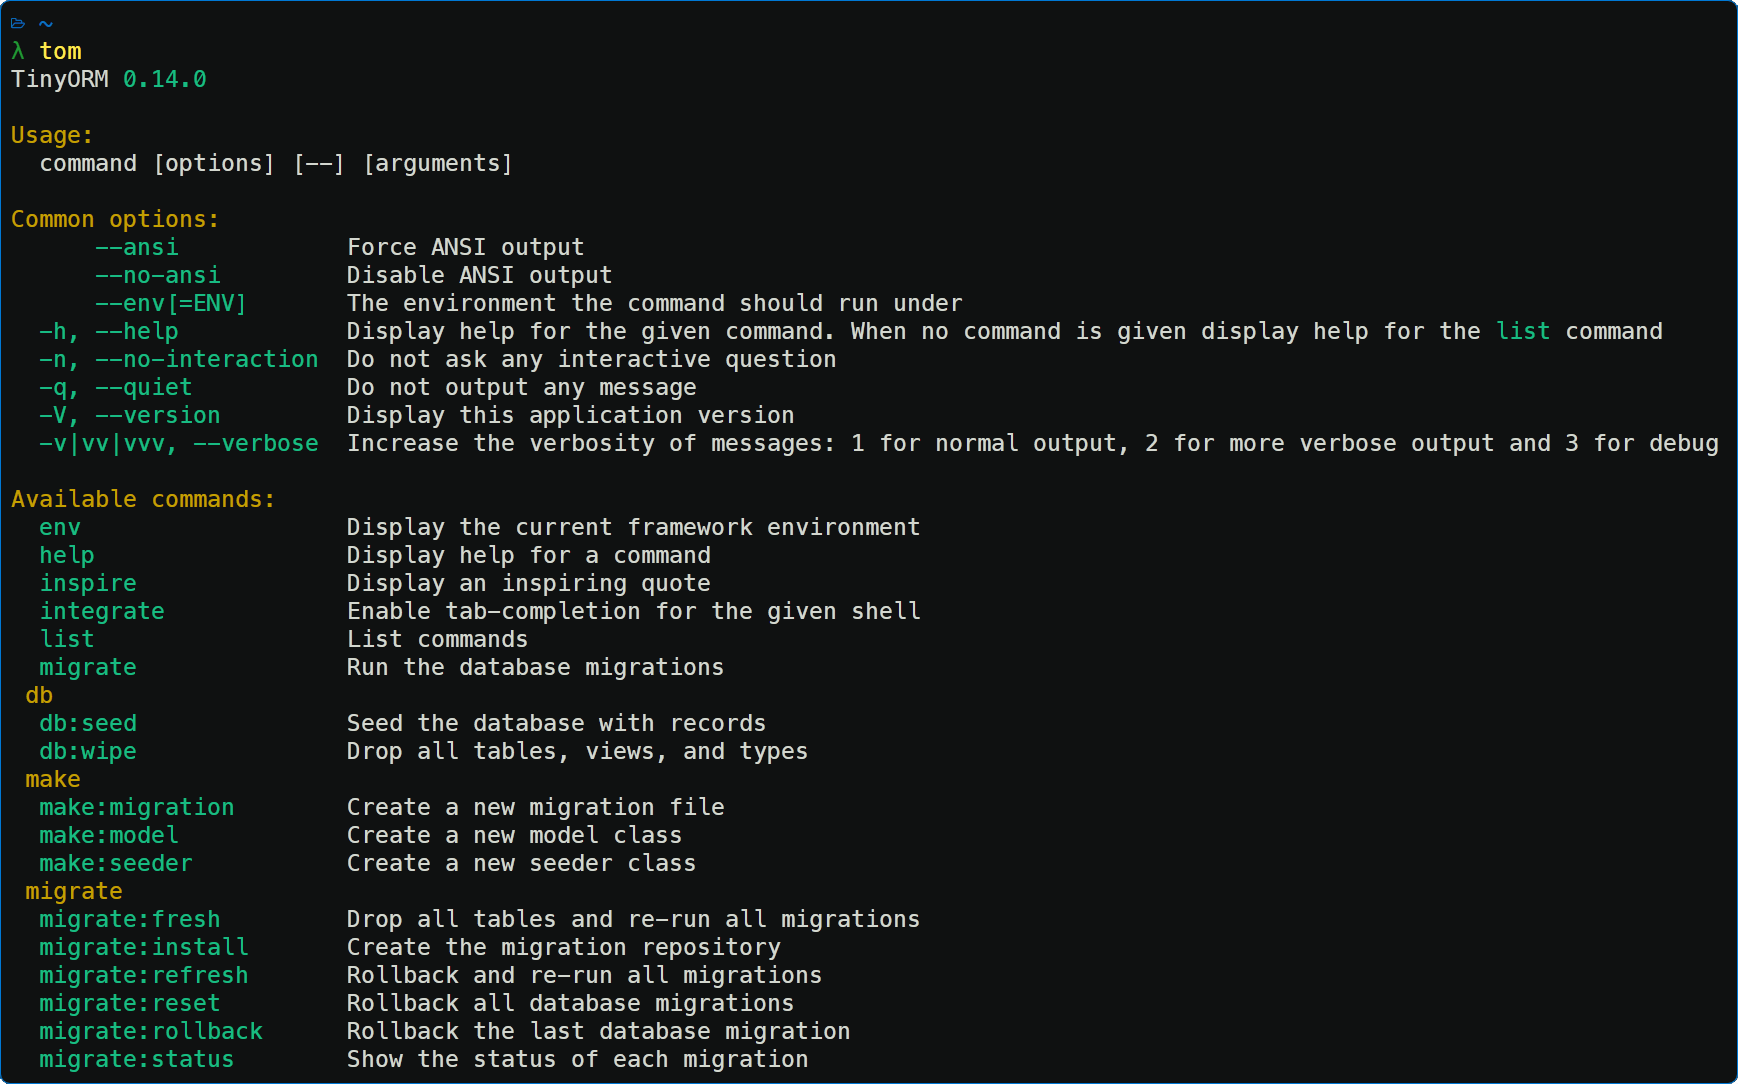 ~
λ tom
TinyORM 0.14.0
Usage:
command [options] [--] [arguments]
Common options:
--ansi Force ANSI output
--no-ansi Disable ANSI output
--env[=ENV] The environment the command should run under
-h, --help Display help for the given command. When no command is given display help for the list command
-n, --no-interaction Do not ask any interactive question
-q, --quiet Do not output any message
-V, --version Display this application version
-v|vv|vvv, --verbose Increase the verbosity of messages: 1 for normal output, 2 for more verbose output and 3 for debug
Available commands:
env Display the current framework environment
help Display help for a command
inspire Display an inspiring quote
integrate Enable tab-completion for the given shell
list List commands
migrate Run the database migrations
db
db:seed Seed the database with records
db:wipe Drop all tables, views, and types
make
make:migration Create a new migration file
make:model Create a new model class
make:seeder Create a new seeder class
migrate
migrate:fresh Drop all tables and re-run all migrations
migrate:install Create the migration repository
migrate:refresh Rollback and re-run all migrations
migrate:reset Rollback all database migrations
migrate:rollback Rollback the last database migration
migrate:status Show the status of each migration